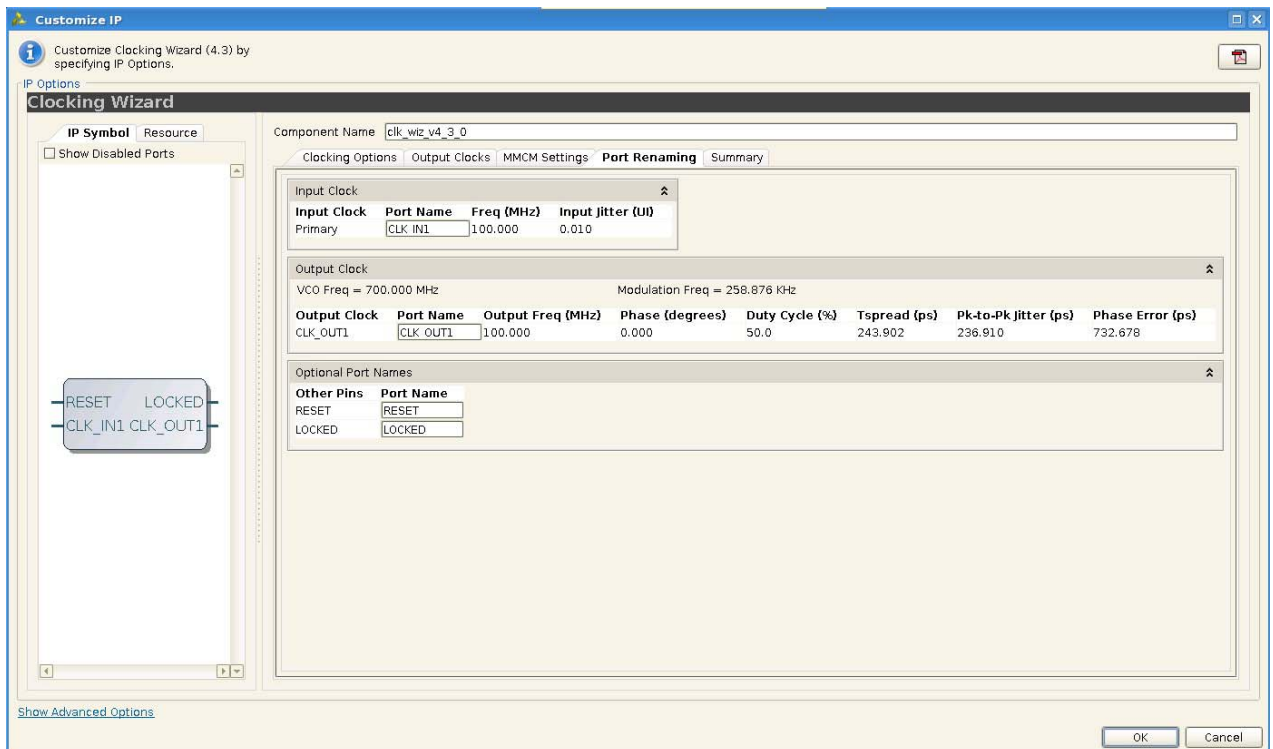 Customize IP
Customize Clocking Wizard (4.3) by
specifying IP Options.
IP Options
Clocking Wizard
IP Symbol Resource
Show Disabled Ports
RESET LOCKED
CLK_IN1 CLK_OUT1
Component Name clk_wiz_v4_3_0
Clocking Options Output Clocks MMCM Settings Port Renaming Summary
Input Clock
Input Clock Port Name Freq (MHz) Input Jitter (UI)
Primary CLK_IN1 100.000 0.010
Output Clock
VCO Freq = 700.000 MHz Modulation Freq = 258.876 KHz
Output Clock Port Name Output Freq (MHz) Phase (degrees) Duty Cycle (%) Tspread (ps) Pk-to-Pk Jitter (ps) Phase Error (ps)
CLK_OUT1 CLK_OUT1 100.000 0.000 50.0 243.902 236.910 732.678
Optional Port Names
Other Pins Port Name
RESET RESET
LOCKED LOCKED
Show Advanced Options
OK Cancel